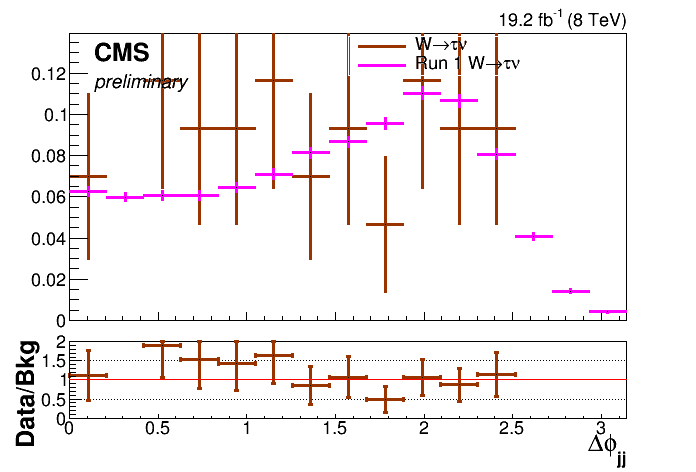 19.2 fb⁻¹ (8 TeV)
CMS
preliminary
W→τν
Run 1 W→τν
0.12
0.1
0.08
0.06
0.04
0.02
0
Data/Bkg
2
1.5
1
0.5
0
0 0.5 1 1.5 2 2.5 3
Δϕjj